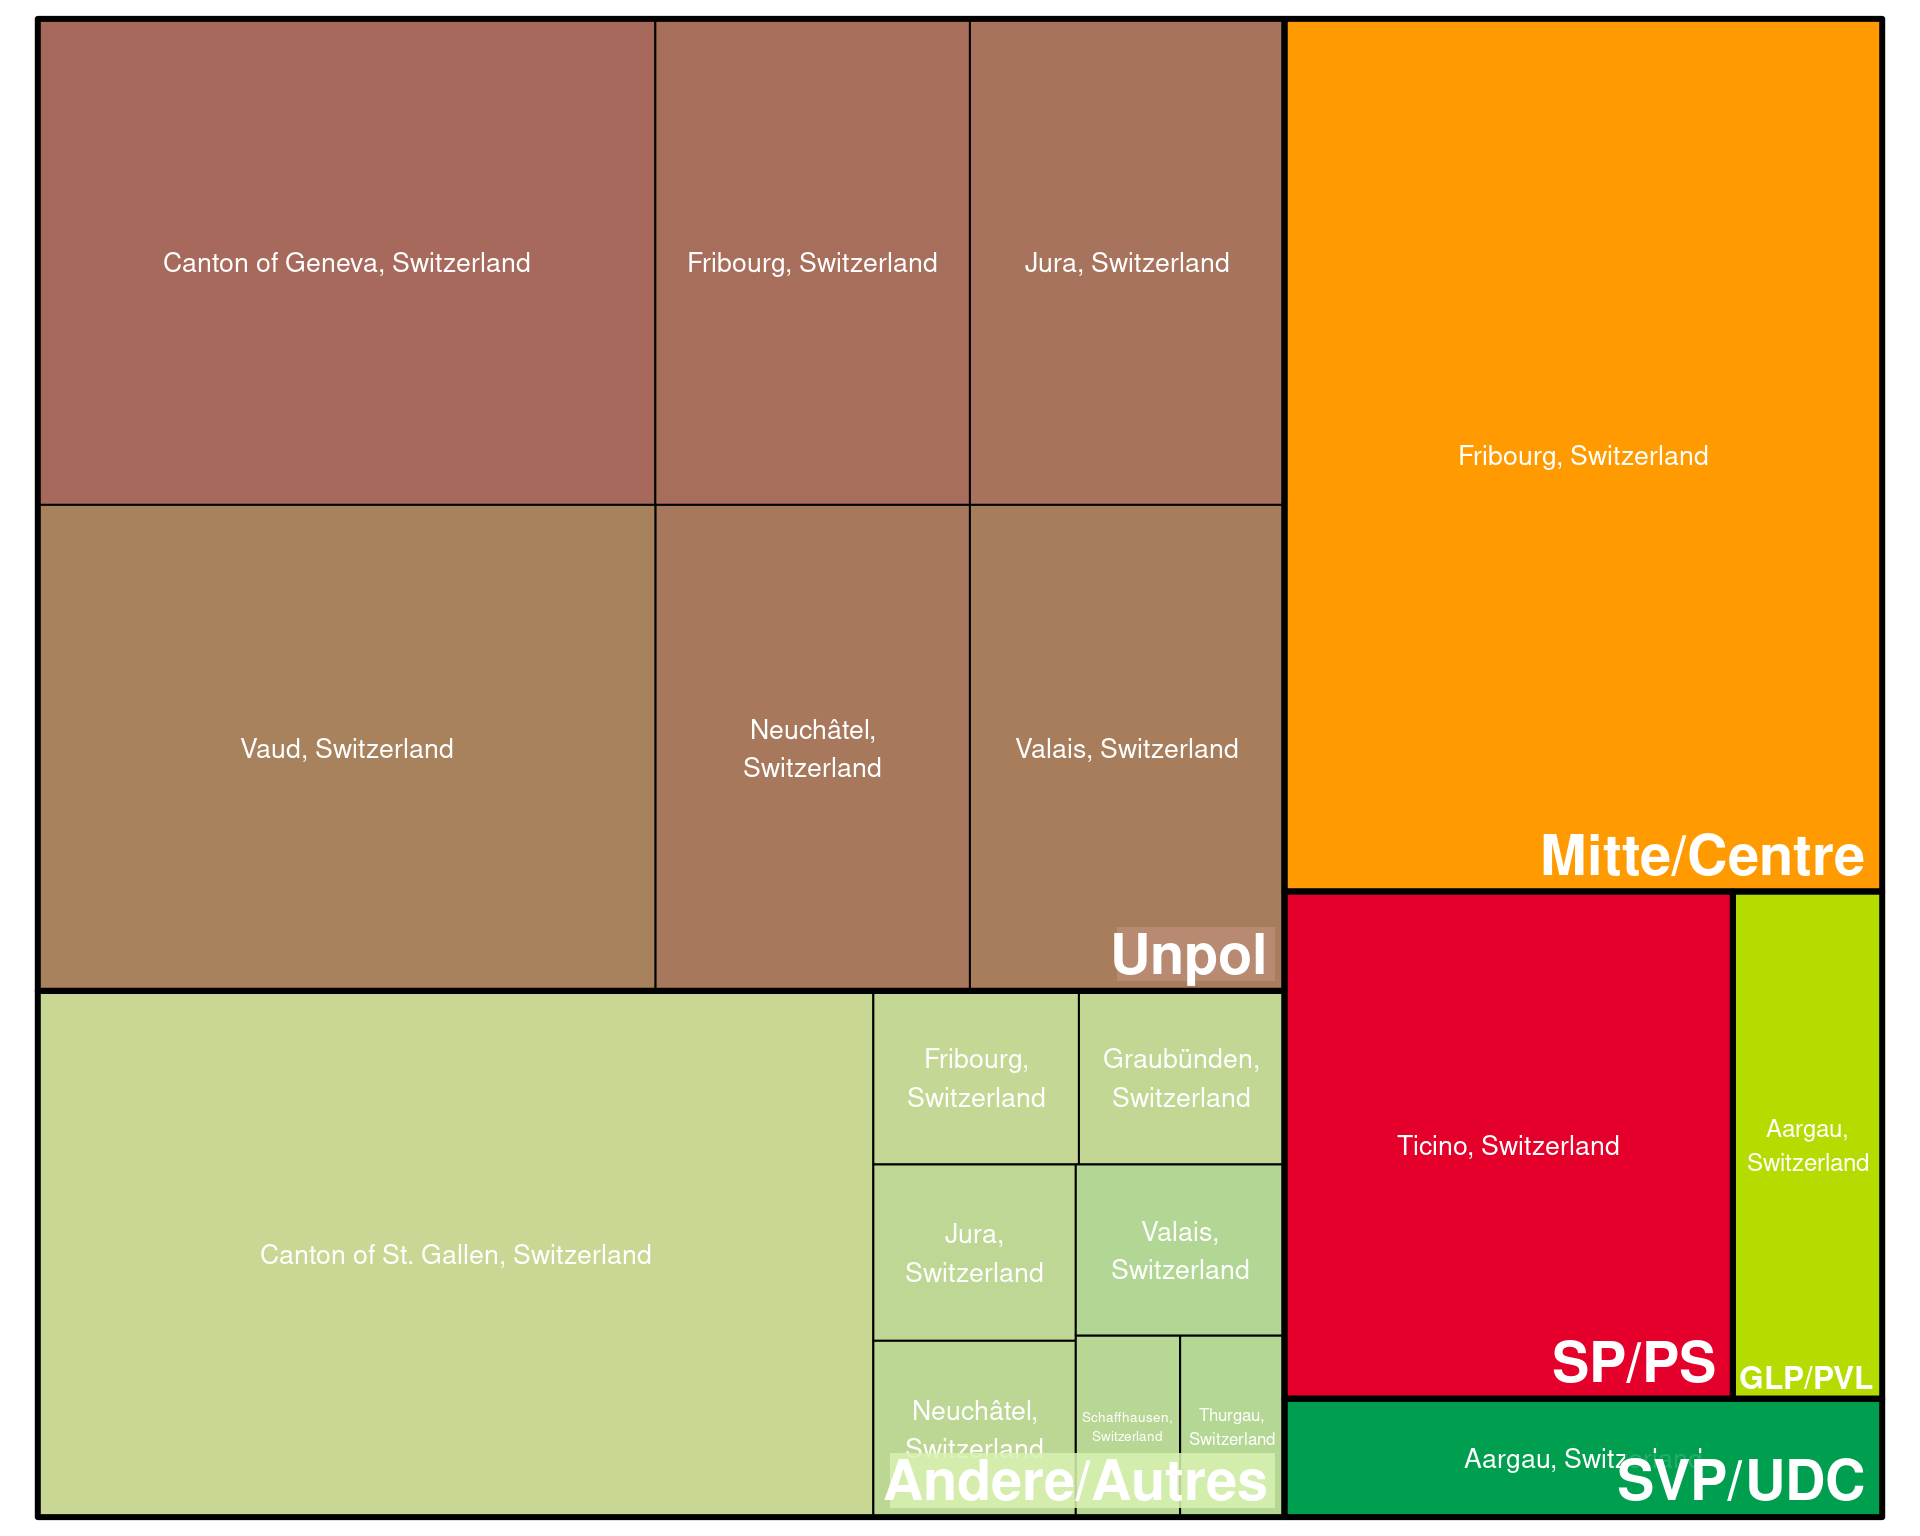 Canton of Geneva, Switzerland
Fribourg, Switzerland
Jura, Switzerland
Vaud, Switzerland
Neuchâtel,
Switzerland
Valais, Switzerland
Unpol
Fribourg, Switzerland
Mitte/Centre
Canton of St. Gallen, Switzerland
Fribourg,
Switzerland
Graubünden,
Switzerland
Jura,
Switzerland
Valais,
Switzerland
Neuchâtel,
Switzerland
Schaffhausen,
Switzerland
Thurgau,
Switzerland
Andere/Autres
Ticino, Switzerland
SP/PS
Aargau,
Switzerland
GLP/PVL
Aargau, Switzerland
SVP/UDC